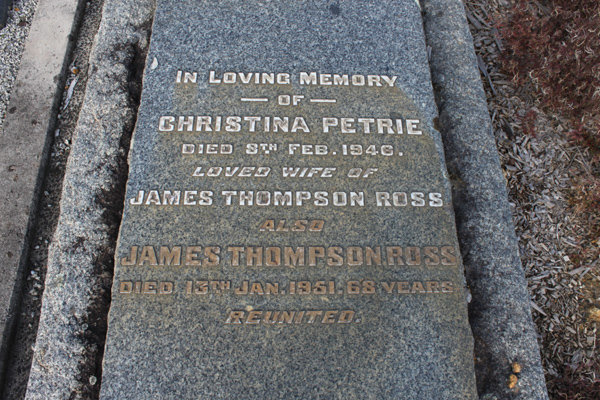 IN LOVING MEMORY
— OF —
CHRISTINA PETRIE
DIED 8TH FEB. 1946.
LOVED WIFE OF
JAMES THOMPSON ROSS
ALSO
JAMES THOMPSON ROSS
DIED 13TH JAN. 1951. 68 YEARS.
REUNITED.